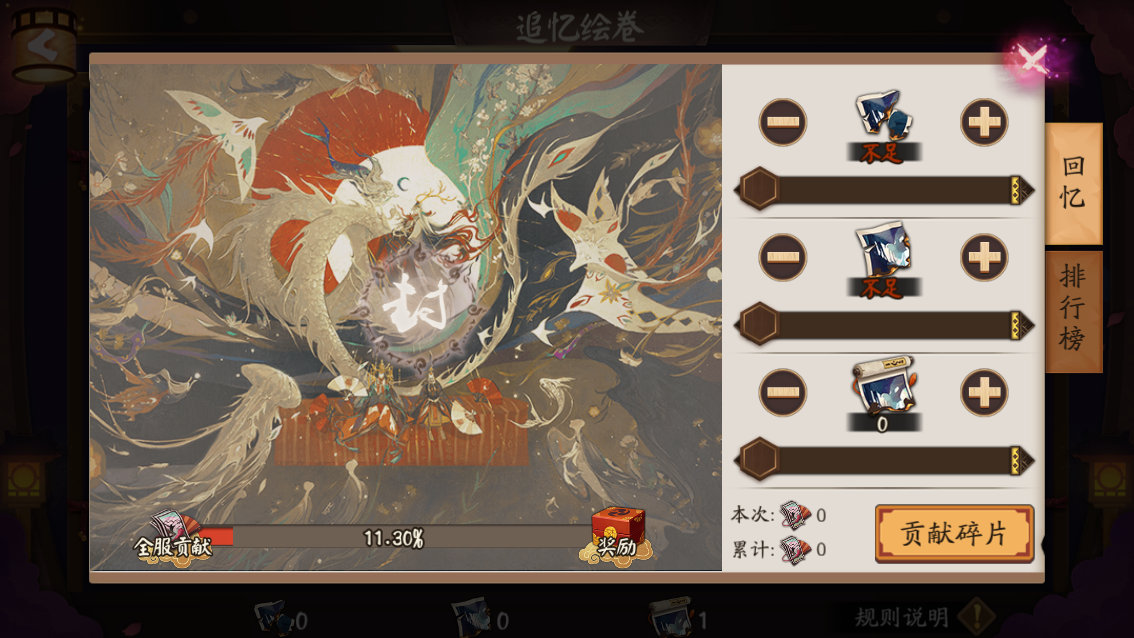 追忆绘卷
封
不足
不足
0
回忆
排行榜
全服贡献
11.30%
奖励
本次: 0
累计: 0
贡献碎片
0
0
1
规则说明